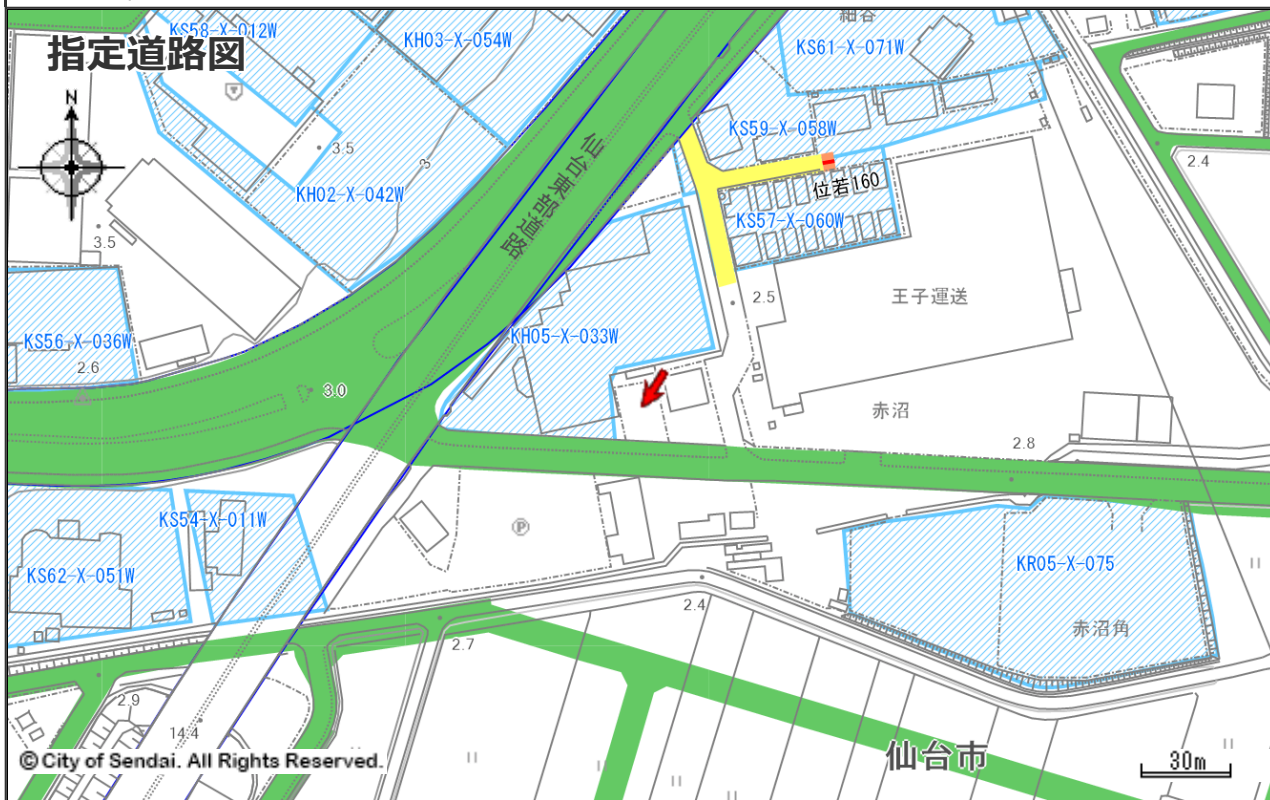 指定道路図
KS58-X-012W
KH03-X-054W
細谷
KS61-X-071W
N
3.5
仙台東部道路
KS59-X-058W
2.4
3
KH02-X-042W
位若160
KS57-X-060W
3.5
2.5
王子運送
KS56-X-036W
KH05-X-033W
2.6
3.0
赤沼
2.8
KS54-X-011W
P
KS62-X-051W
KR05-X-075
2.4
赤沼角
2.7
2.9
14.4
仙台市
30m
©City of Sendai. All Rights Reserved.